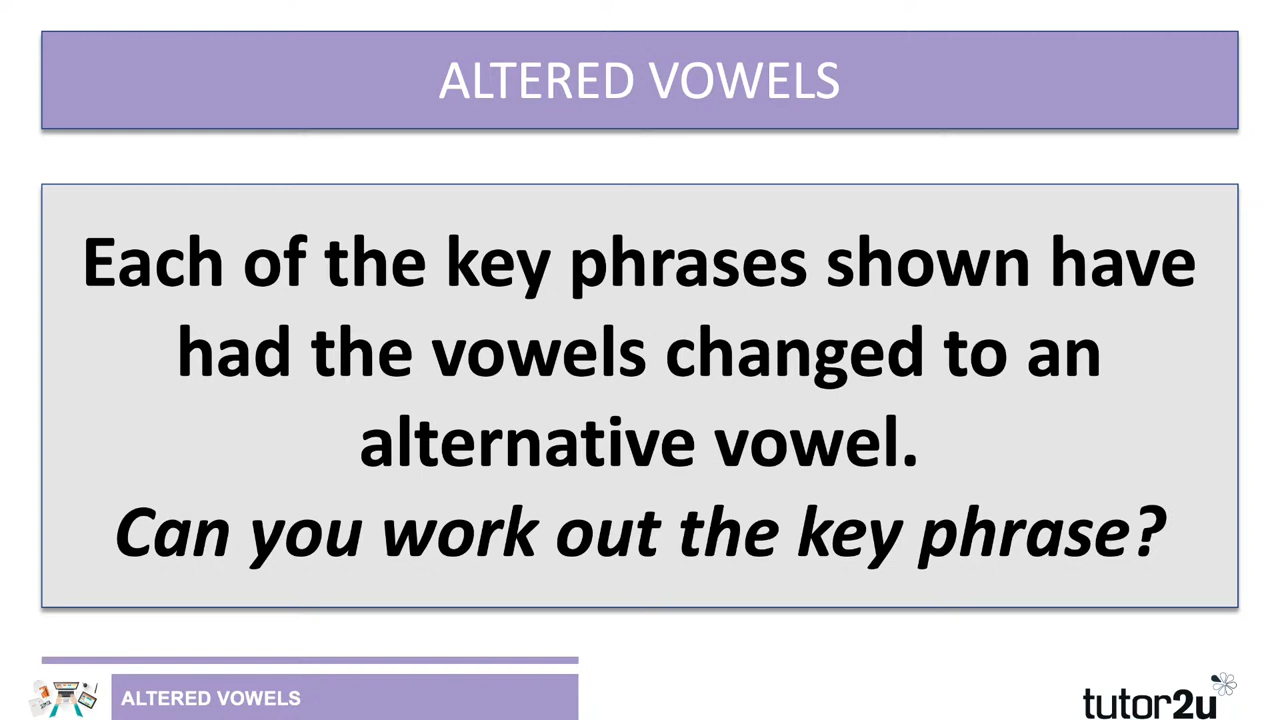 ALTERED VOWELS
Each of the key phrases shown have
had the vowels changed to an
alternative vowel.
Can you work out the key phrase?
ALTERED VOWELS
tutor2u